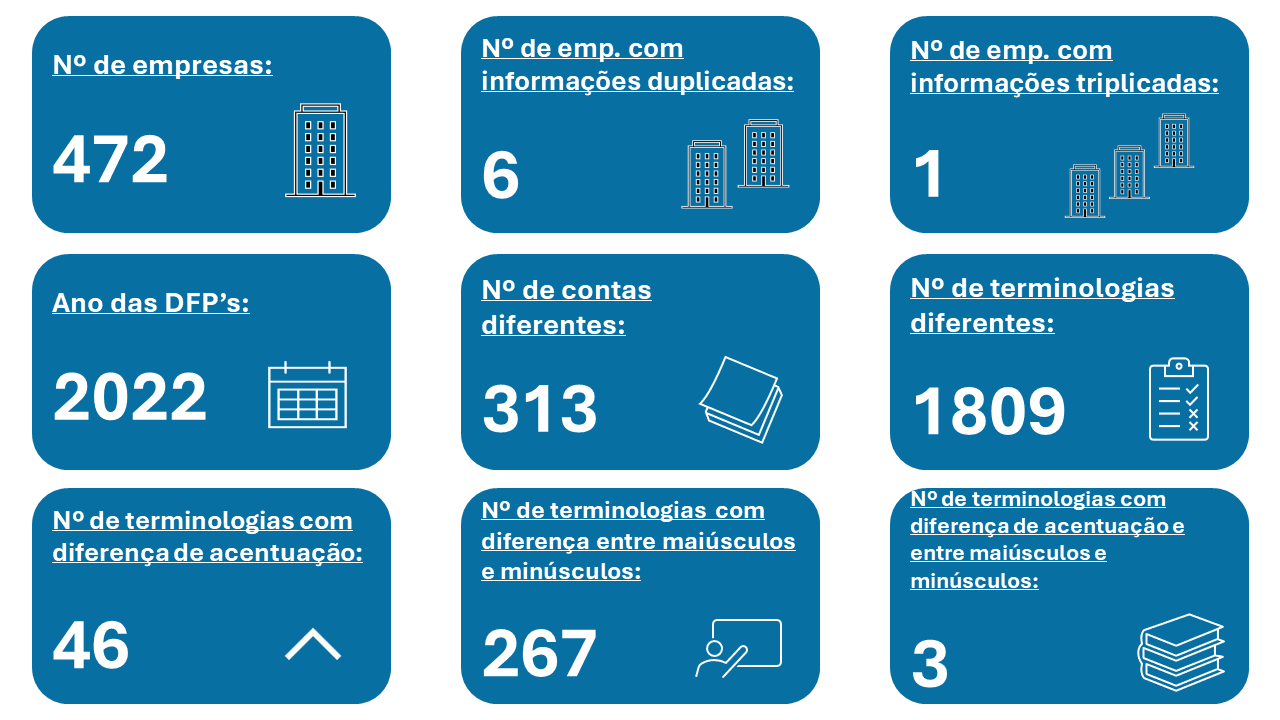 Nº de empresas:
472
Nº de emp. com
informações duplicadas:
6
Nº de emp. com
informações triplicadas:
1
Ano das DFP’s:
2022
Nº de contas
diferentes:
313
Nº de terminologias
diferentes:
1809
Nº de terminologias com
diferença de acentuação:
46
Nº de terminologias com
diferença entre maiúsculos
e minúsculos:
267
Nº de terminologias com
diferença de acentuação e
entre maiúsculos e
minúsculos:
3